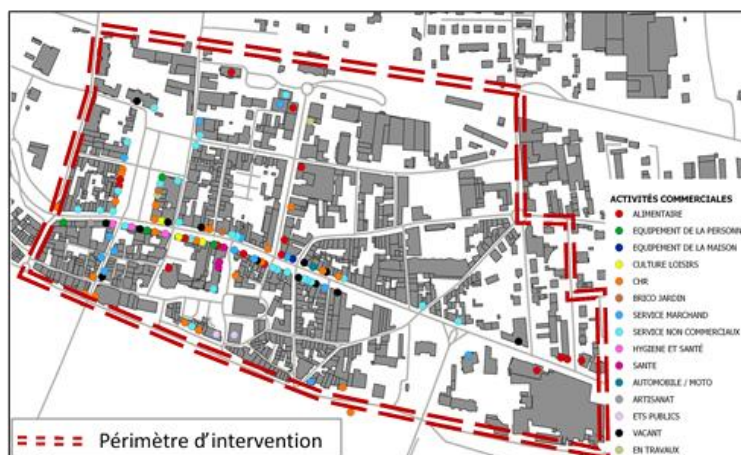 ACTIVITÉS COMMERCIALES
ALIMENTAIRE
EQUIPEMENT DE LA PERSONN
EQUIPEMENT DE LA MAISON
CULTURE LOISIRS
CHR
BRICO JARDIN
SERVICE MARCHAND
SERVICE NON COMMERCIAUX
HYGIENE ET SANTÉ
SANTE
AUTOMOBILE / MOTO
ARTISANAT
ETS PUBLICS
VACANT
EN TRAVAUX
Périmètre d'intervention